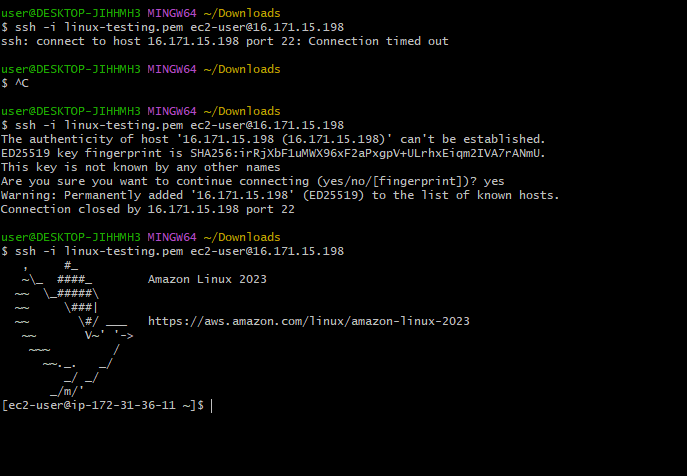 user@DESKTOP-JIHHMH3 MINGW64 ~/Downloads
$ ssh -i linux-testing.pem ec2-user@16.171.15.198
ssh: connect to host 16.171.15.198 port 22: Connection timed out

user@DESKTOP-JIHHMH3 MINGW64 ~/Downloads
$ ^C

user@DESKTOP-JIHHMH3 MINGW64 ~/Downloads
$ ssh -i linux-testing.pem ec2-user@16.171.15.198
The authenticity of host '16.171.15.198 (16.171.15.198)' can't be established.
ED25519 key fingerprint is SHA256:irRjXbF1uMWX96xF2aPxgpV+ULrhxEiqm2IVA7rANmU.
This key is not known by any other names
Are you sure you want to continue connecting (yes/no/[fingerprint])? yes
Warning: Permanently added '16.171.15.198' (ED25519) to the list of known hosts.
Connection closed by 16.171.15.198 port 22

user@DESKTOP-JIHHMH3 MINGW64 ~/Downloads
$ ssh -i linux-testing.pem ec2-user@16.171.15.198
   ,     #_
   ~\_  ####_        Amazon Linux 2023
  ~~  \_#####\
  ~~     \###|
  ~~       \#/ ___   https://aws.amazon.com/linux/amazon-linux-2023
   ~~       V~' '->
    ~~~         /
      ~~._.   _/
         _/ _/
       _/m/'
[ec2-user@ip-172-31-36-11 ~]$